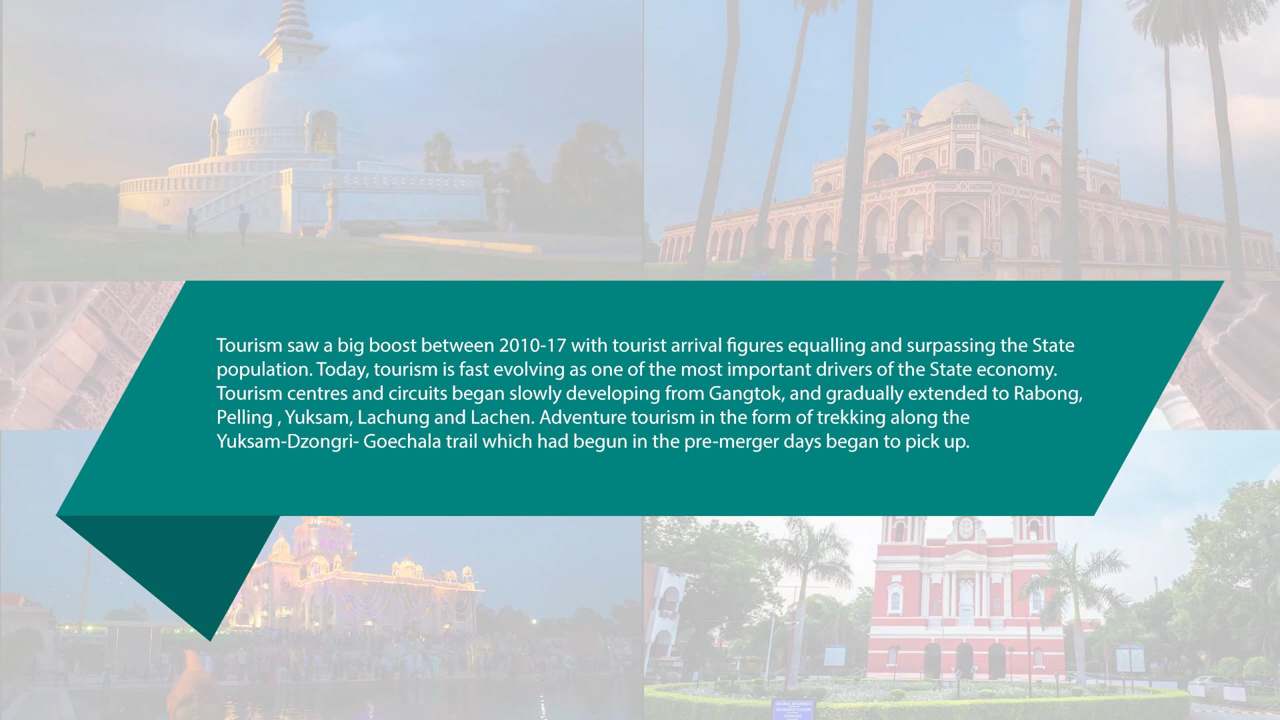 Tourism saw a big boost between 2010-17 with tourist arrival figures equalling and surpassing the State
population. Today, tourism is fast evolving as one of the most important drivers of the State economy.
Tourism centres and circuits began slowly developing from Gangtok, and gradually extended to Rabong,
Pelling , Yuksam, Lachung and Lachen. Adventure tourism in the form of trekking along the
Yuksam-Dzongri- Goechala trail which had begun in the pre-merger days began to pick up.